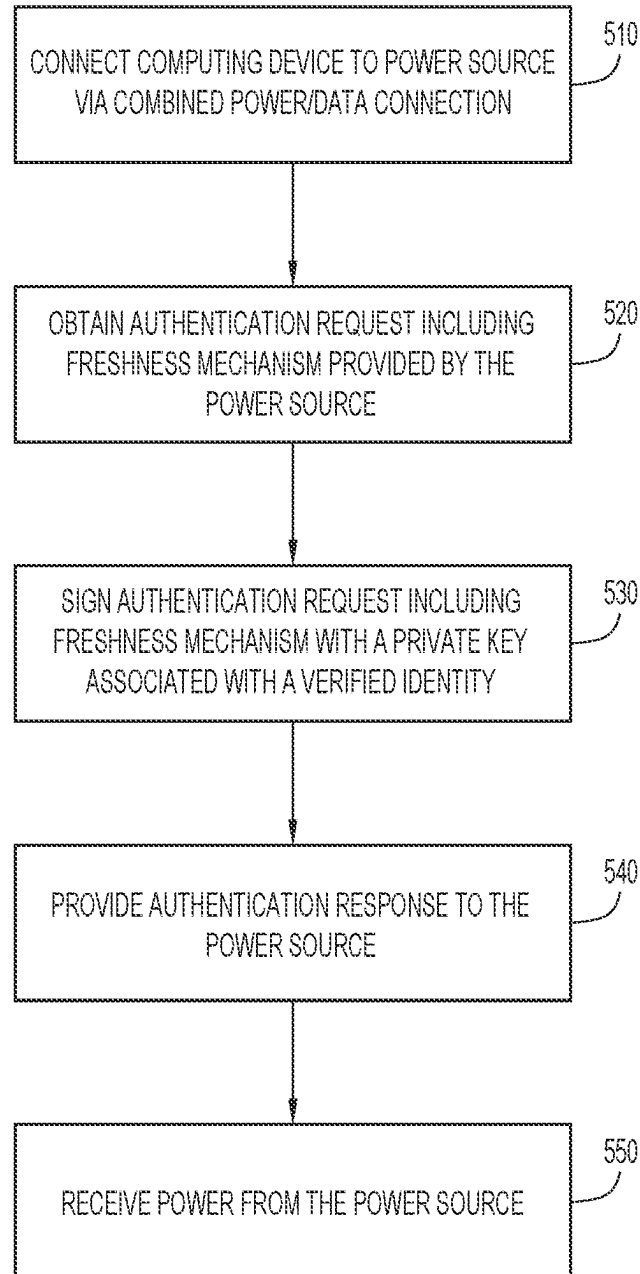 510
CONNECT COMPUTING DEVICE TO POWER SOURCE
VIA COMBINED POWER/DATA CONNECTION
520
OBTAIN AUTHENTICATION REQUEST INCLUDING
FRESHNESS MECHANISM PROVIDED BY THE
POWER SOURCE
530
SIGN AUTHENTICATION REQUEST INCLUDING
FRESHNESS MECHANISM WITH A PRIVATE KEY
ASSOCIATED WITH A VERIFIED IDENTITY
540
PROVIDE AUTHENTICATION RESPONSE TO THE
POWER SOURCE
550
RECEIVE POWER FROM THE POWER SOURCE